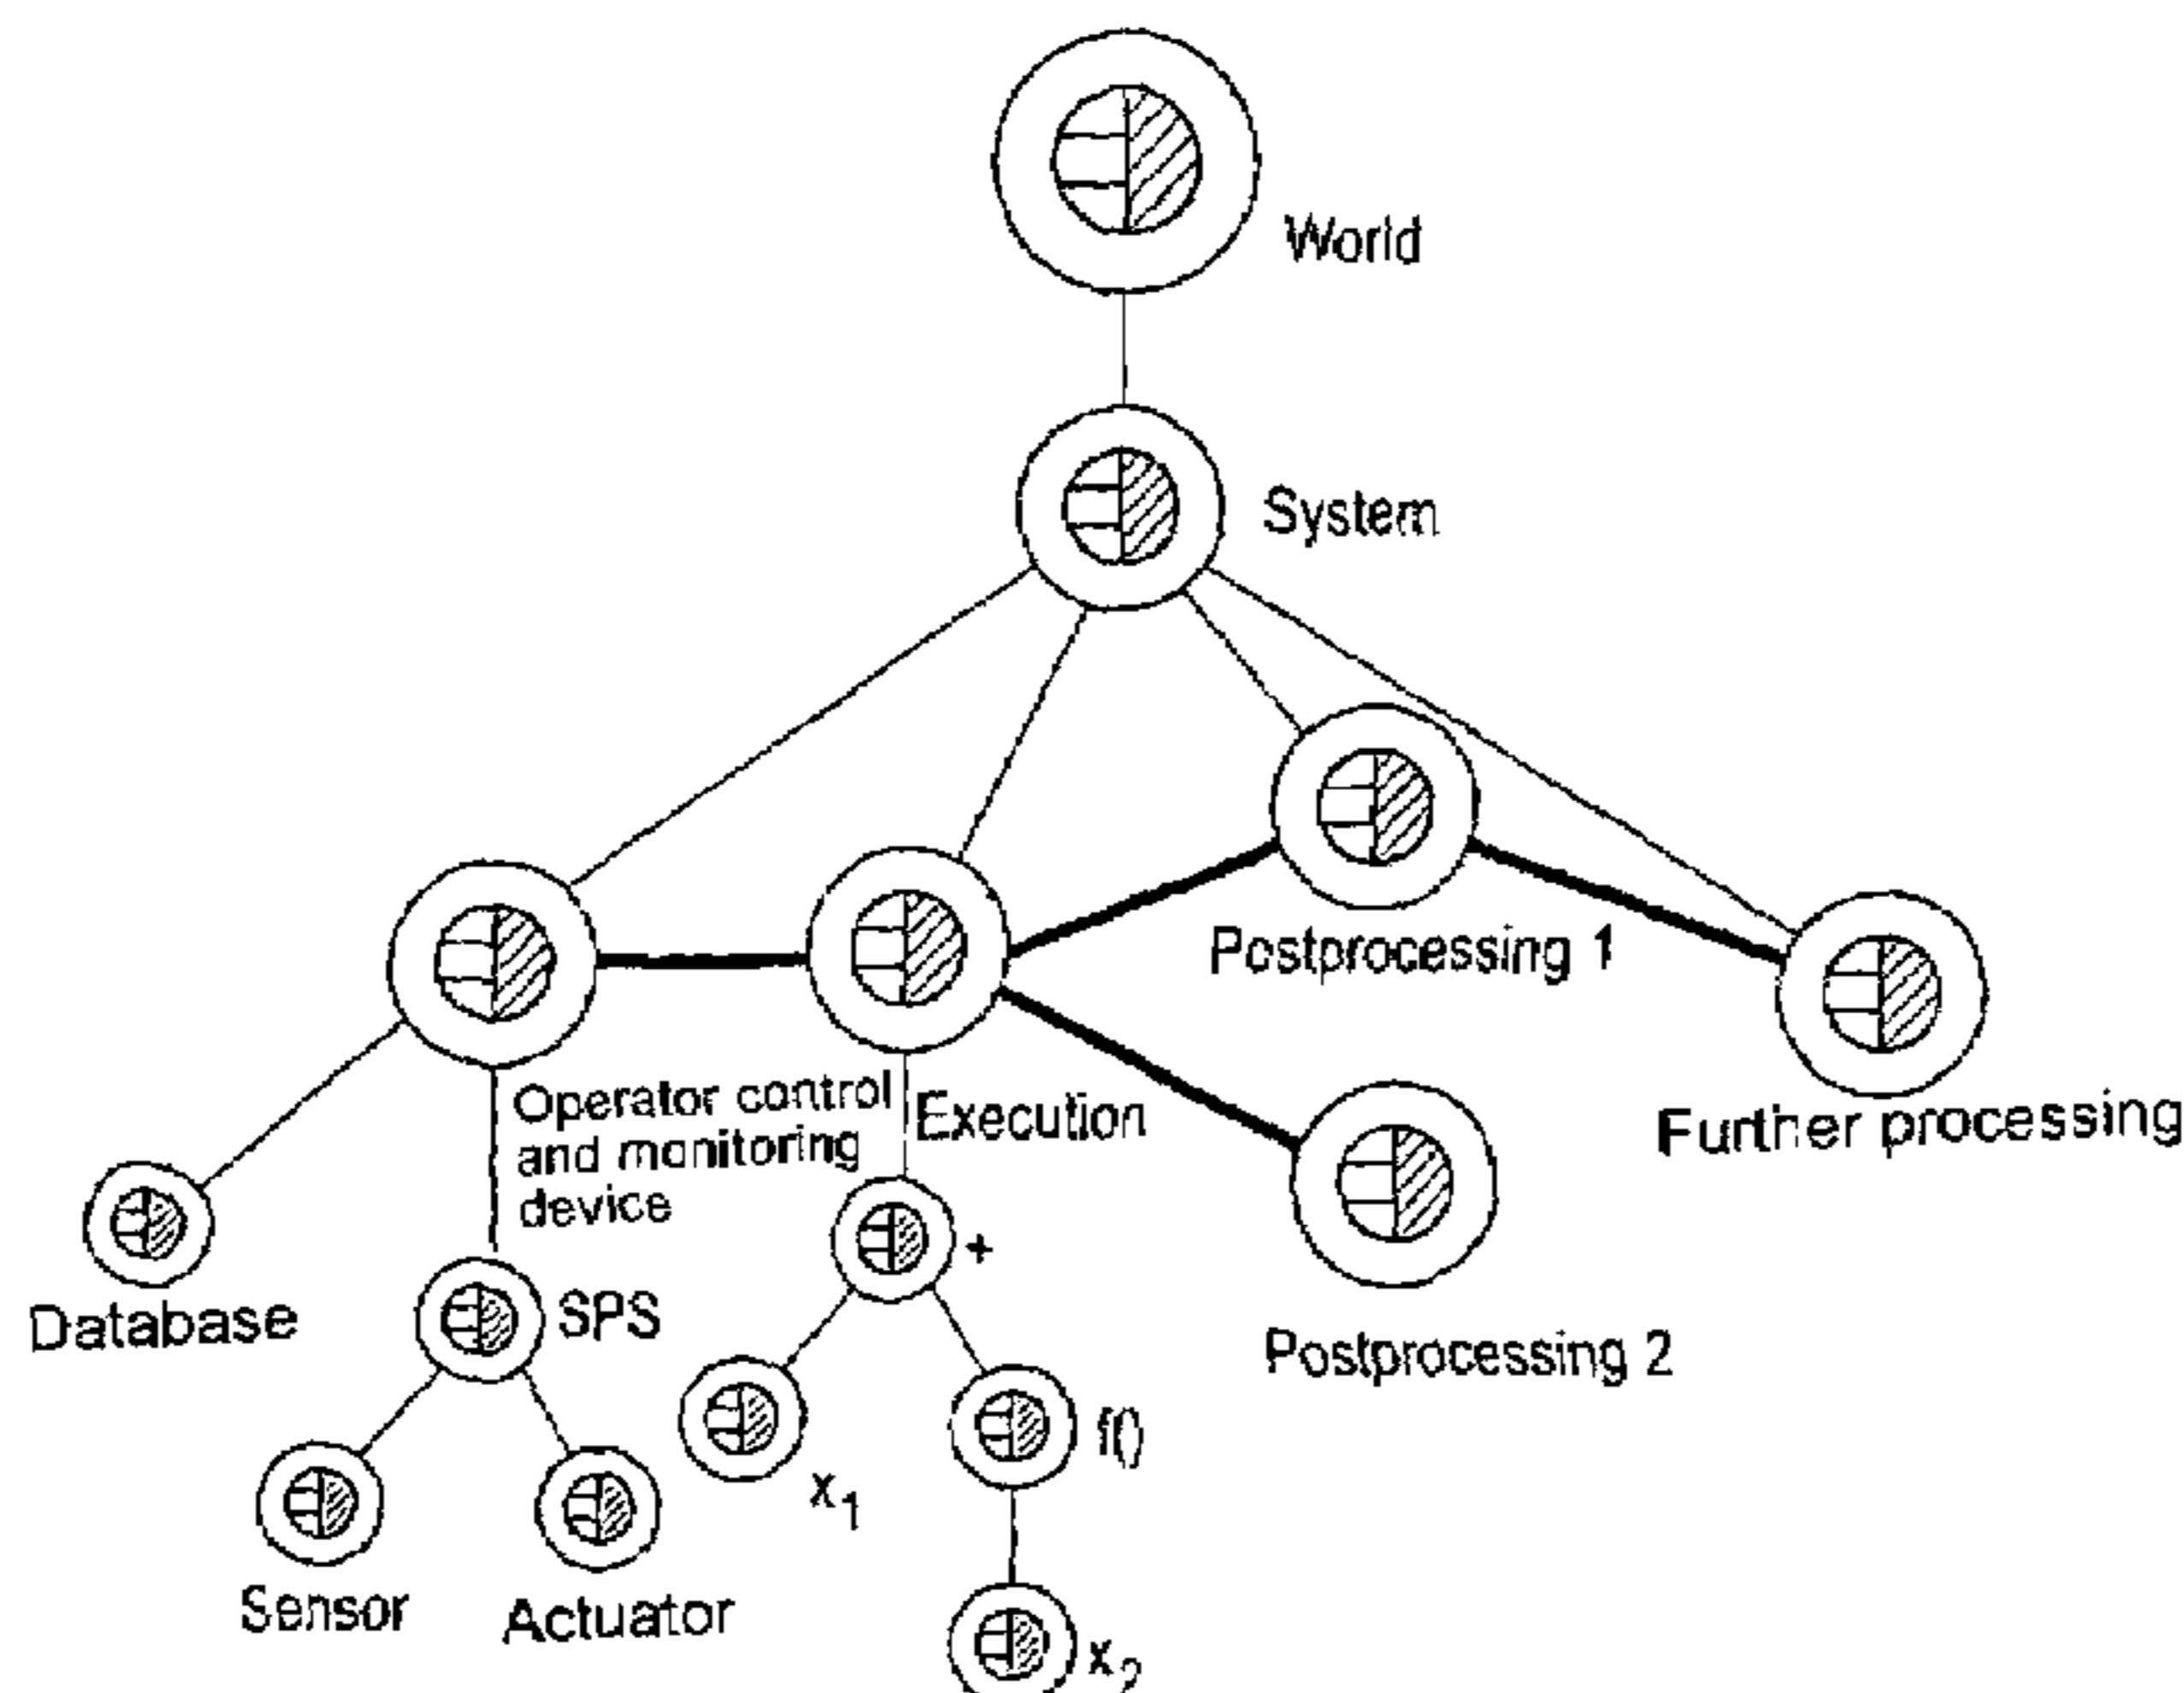 World
System
Postprocessing 1
Operator control
and monitoring
device
Execution
Further processing
+
Database
SPS
Postprocessing 2
f()
x1
Sensor
Actuator
x2